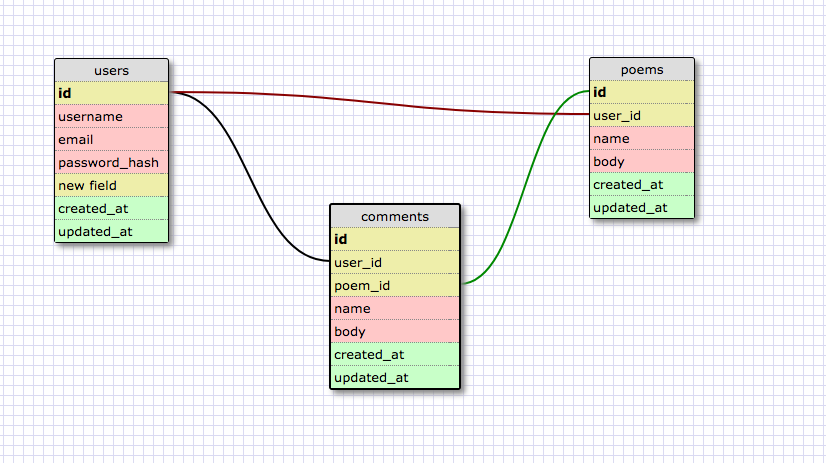 users
id
username
email
password_hash
new field
created_at
updated_at
comments
id
user_id
poem_id
name
body
created_at
updated_at
poems
id
user_id
name
body
created_at
updated_at